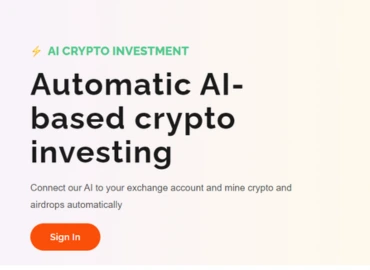 ⚡ AI CRYPTO INVESTMENT
Automatic AI-
based crypto
investing
Connect our AI to your exchange account and mine crypto and
airdrops automatically
Sign In